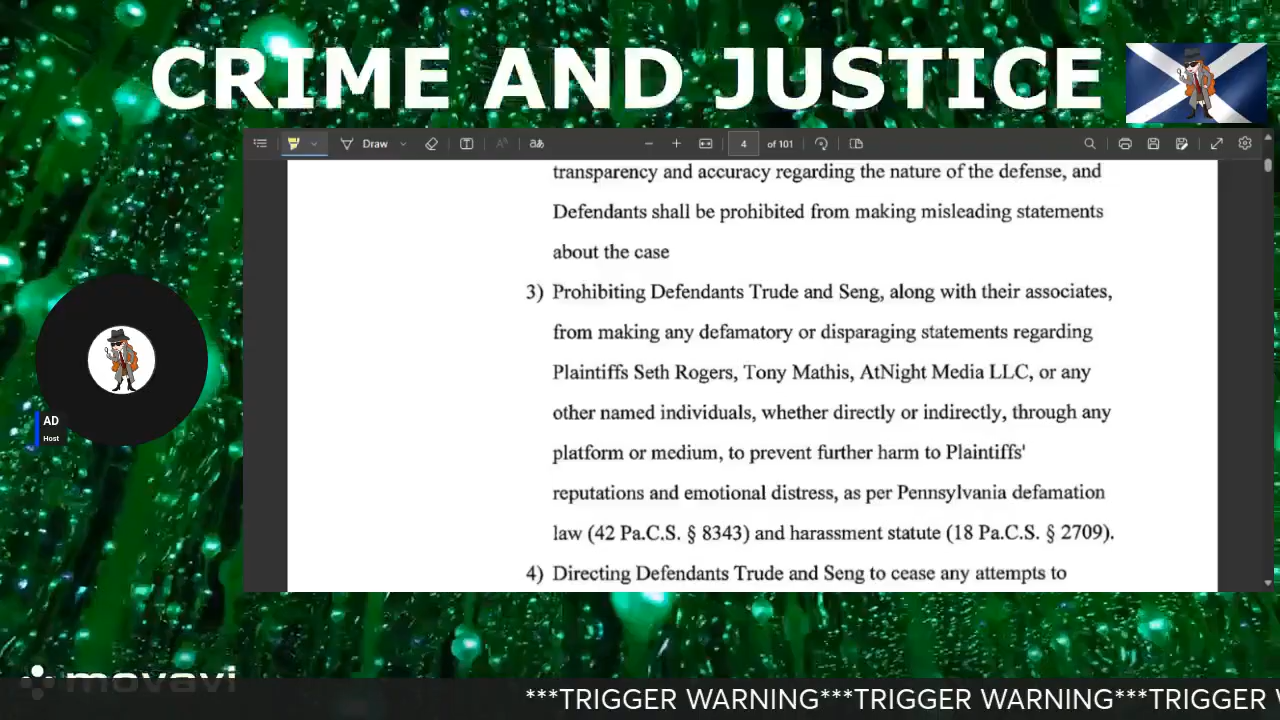 CRIME AND JUSTICE
Draw
4 of 101
transparency and accuracy regarding the nature of the defense, and
Defendants shall be prohibited from making misleading statements
about the case
3) Prohibiting Defendants Trude and Seng, along with their associates,
from making any defamatory or disparaging statements regarding
Plaintiffs Seth Rogers, Tony Mathis, AtNight Media LLC, or any
other named individuals, whether directly or indirectly, through any
platform or medium, to prevent further harm to Plaintiffs'
reputations and emotional distress, as per Pennsylvania defamation
law (42 Pa.C.S. § 8343) and harassment statute (18 Pa.C.S. § 2709).
4) Directing Defendants Trude and Seng to cease any attempts to
AD
Host
movavi
***TRIGGER WARNING***TRIGGER WARNING***TRIGGER W